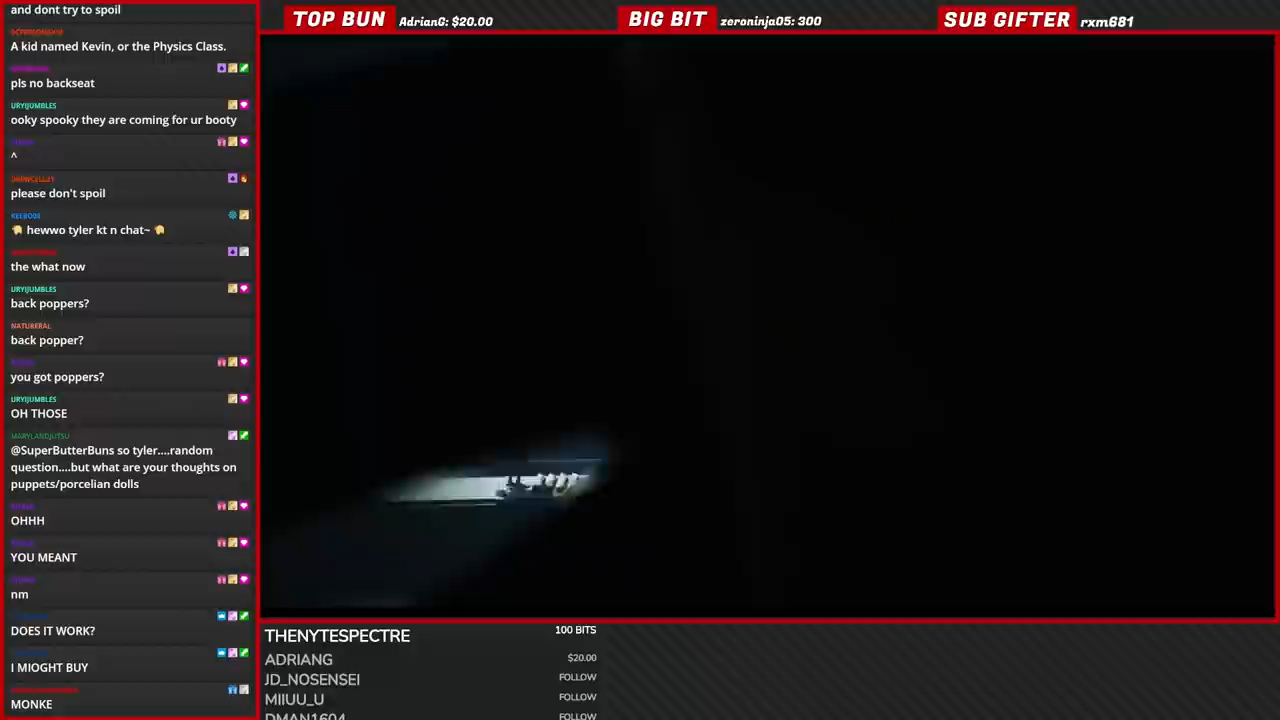 TOP BUN AdrianG: $20.00 BIG BIT zeroninja05: 300 SUB GIFTER rxm681
and dont try to spoil
A kid named Kevin, or the Physics Class.
pls no backseat
URYIJUMBLES
ooky spooky they are coming for ur booty
^
please don't spoil
hewwo tyler kt n chat~
the what now
URYIJUMBLES
back poppers?
NATUBERAL
back popper?
you got poppers?
URYIJUMBLES
OH THOSE
MARYLANDJUTSU
@SuperButterBuns so tyler....random
question....but what are your thoughts on
puppets/porcelian dolls
OHHH
YOU MEANT
nm
DOES IT WORK?
I MIOGHT BUY
MONKE
THENYTESPECTRE 100 BITS
ADRIANG $20.00
JD_NOSENSEI FOLLOW
MIIUU_U FOLLOW
DMAN1604 FOLLOW